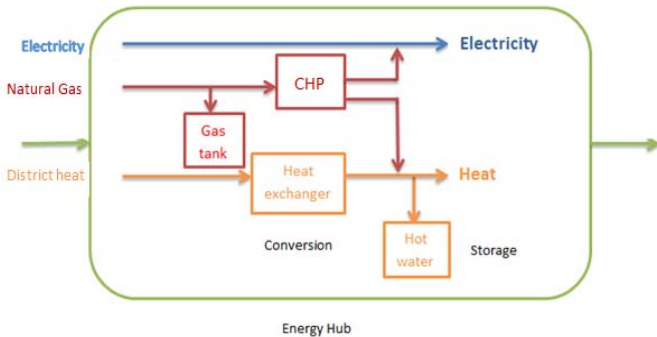 Electricity
Electricity
Natural Gas
CHP
Gas
tank
District heat
Heat
exchanger
Heat
Conversion
Hot
water
Storage
Energy Hub